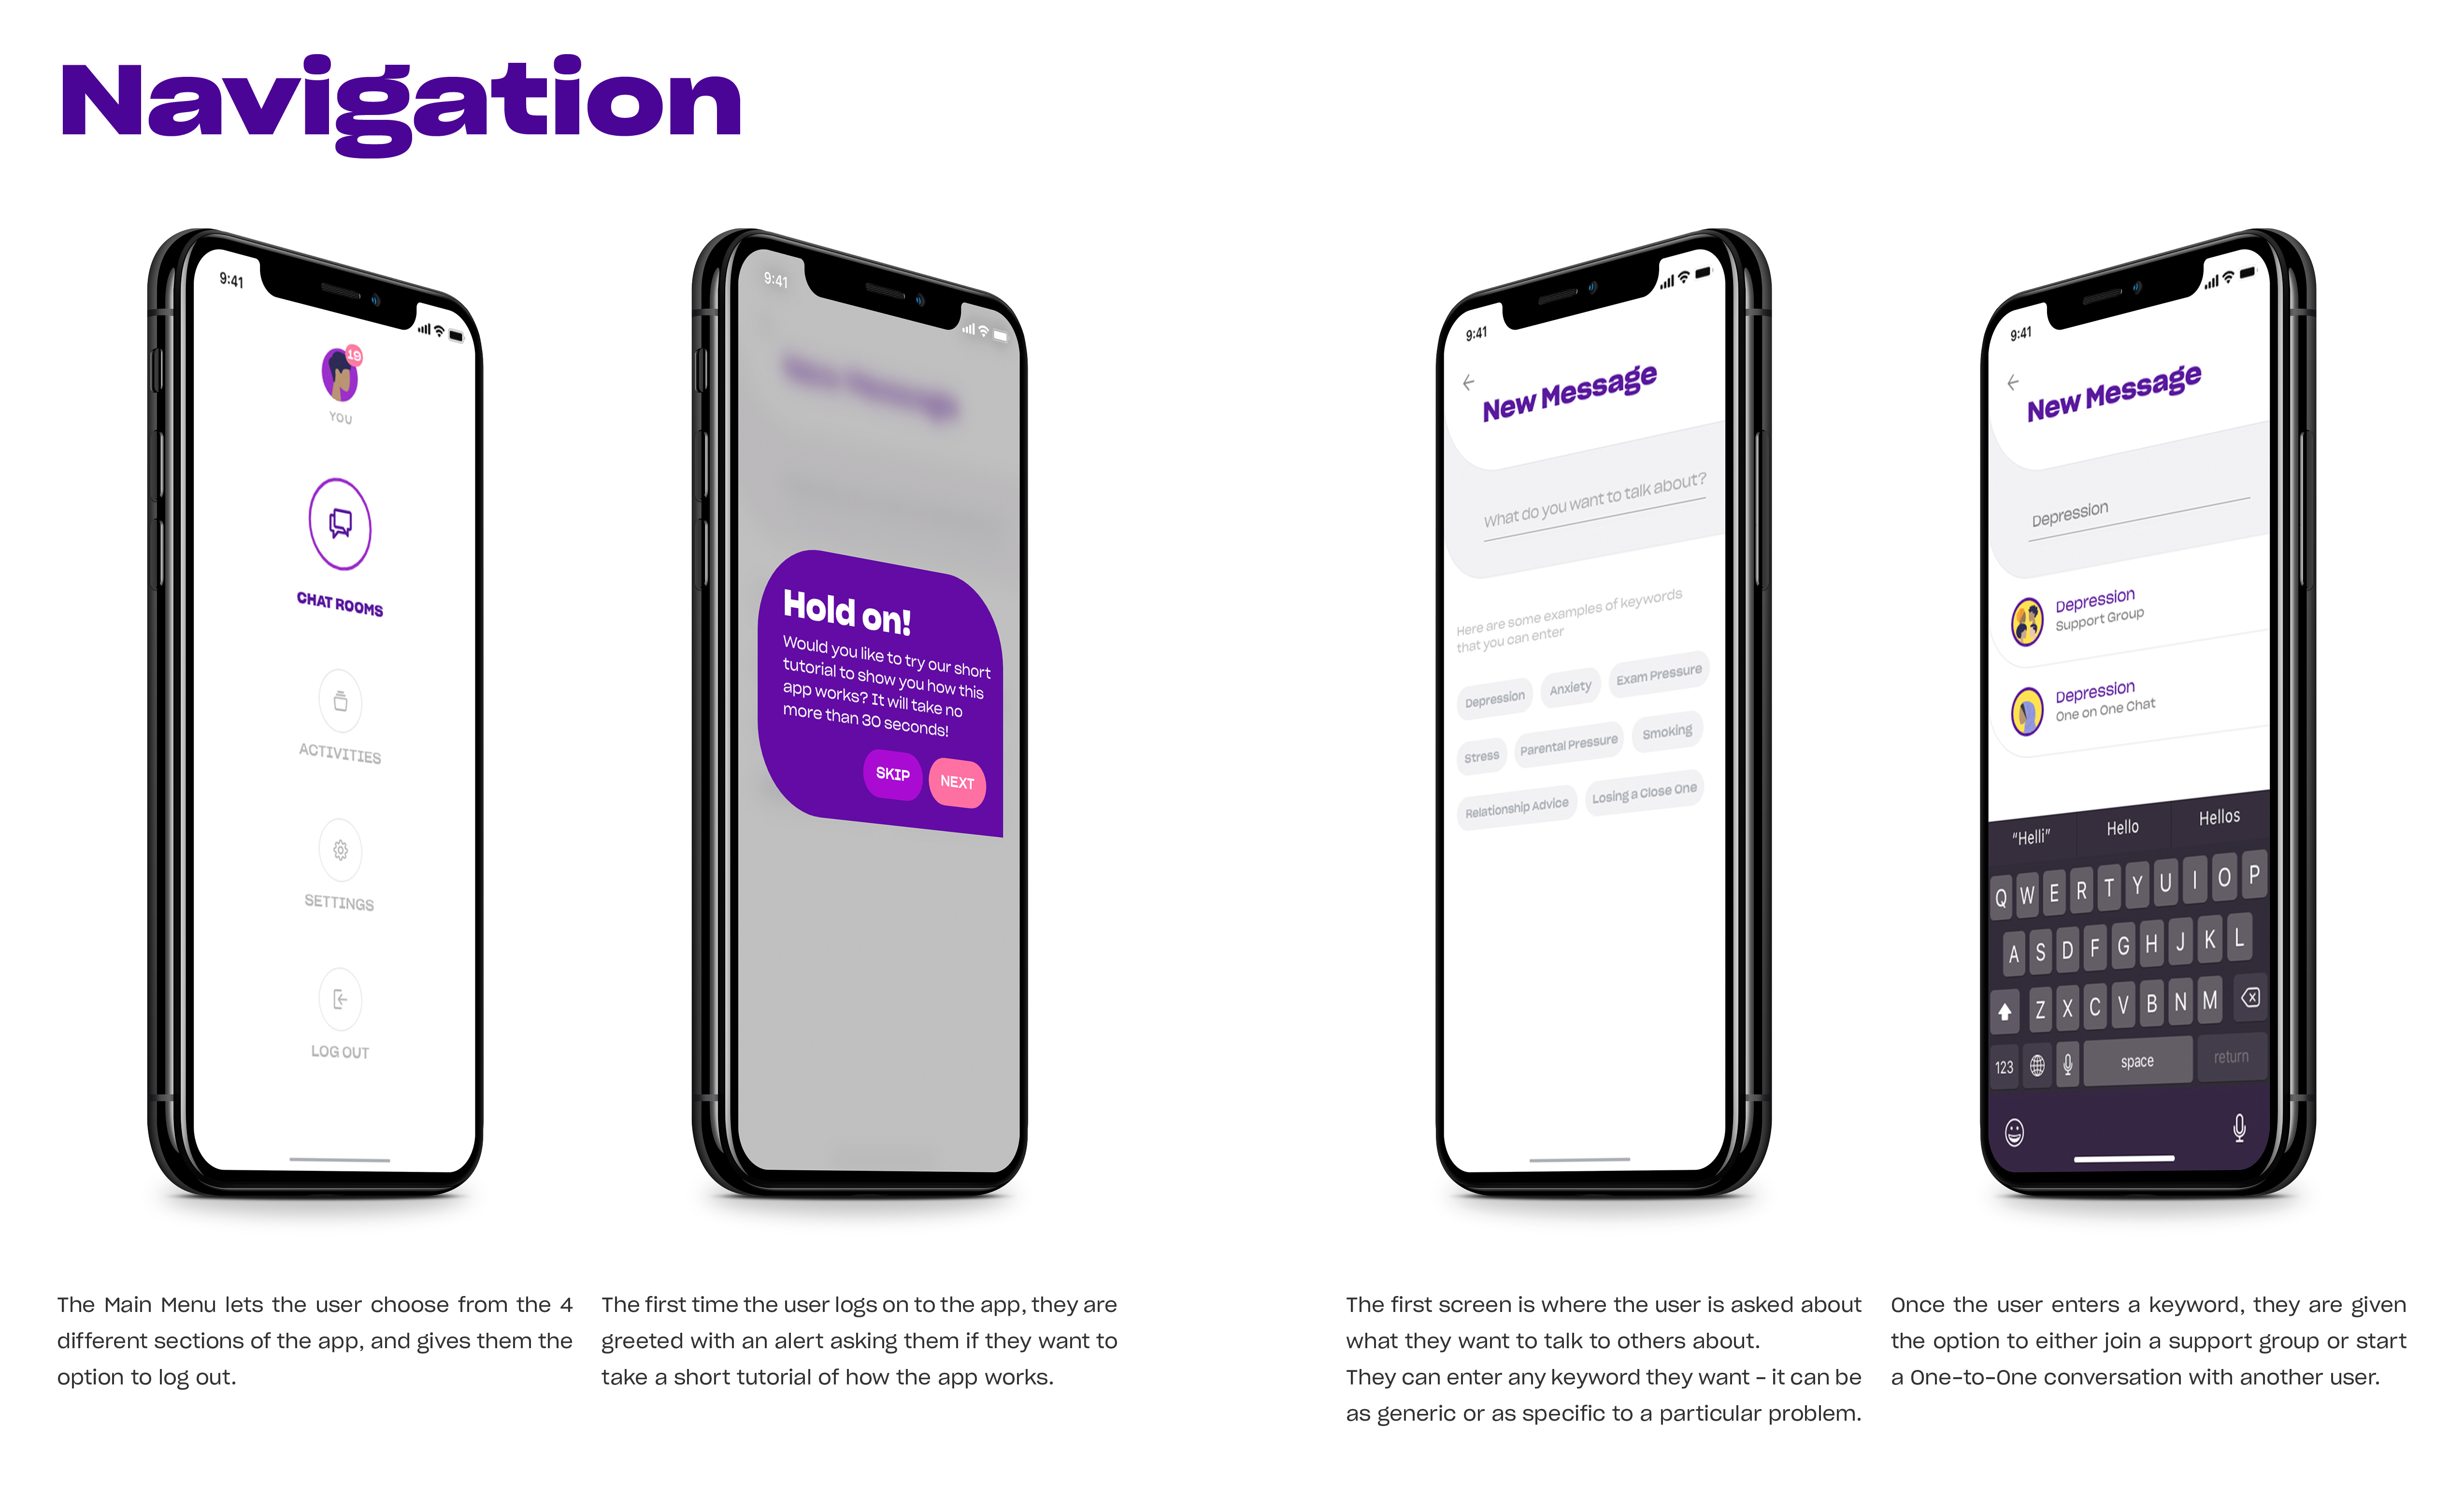 Navigation
9:41
19
YOU
CHAT ROOMS
ACTIVITIES
SETTINGS
LOG OUT
The Main Menu lets the user choose from the 4
different sections of the app, and gives them the
option to log out.
9:41
New Message
Hold on!
Would you like to try our short
tutorial to show you how this
app works? It will take no
more than 30 seconds!
SKIP NEXT
The first time the user logs on to the app, they are
greeted with an alert asking them if they want to
take a short tutorial of how the app works.
9:41
New Message
What do you want to talk about?
Here are some examples of keywords
that you can enter
Depression Anxiety Exam Pressure
Stress Parental Pressure Smoking
Relationship Advice Losing a Close One
The first screen is where the user is asked about
what they want to talk to others about.
They can enter any keyword they want - it can be
as generic or as specific to a particular problem.
9:41
New Message
Depression
Depression
Support Group
Depression
One on One Chat
"Helli" Hello Hellos
Q W E R T Y U I O P
A S D F G H J K L
Z X C V B N M
123 space return
Once the user enters a keyword, they are given
the option to either join a support group or start
a One-to-One conversation with another user.